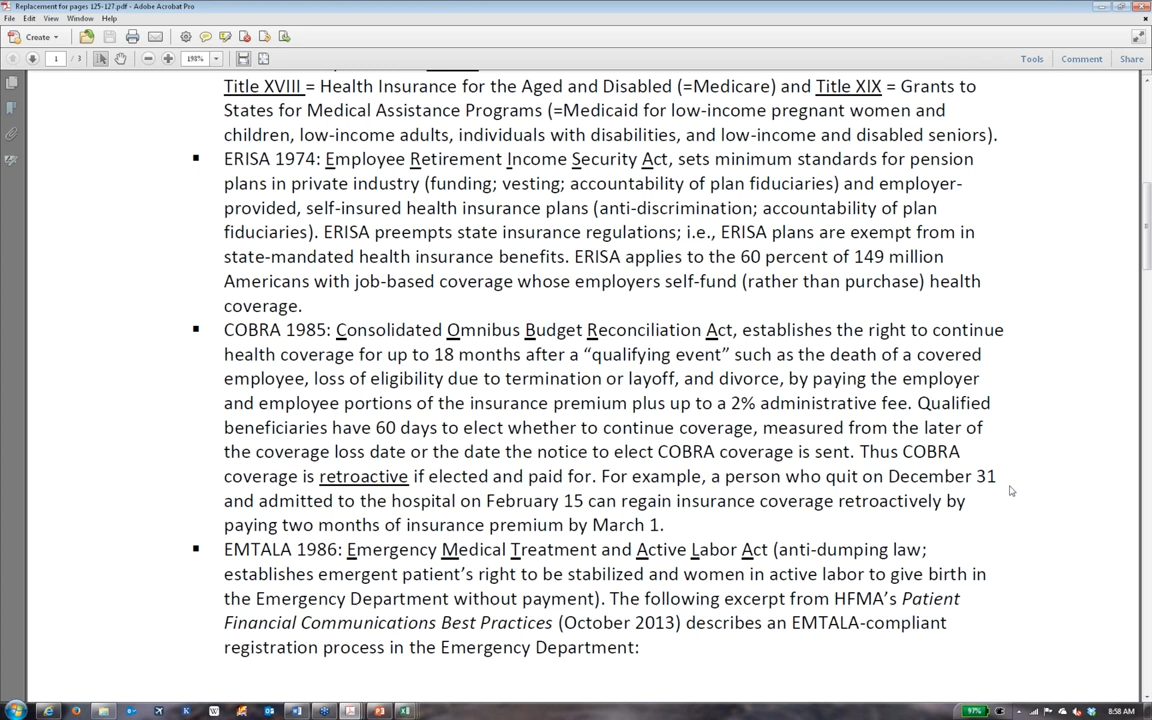 Replacement for pages 125-127.pdf - Adobe Acrobat Pro
File Edit View Window Help
Create
1 / 3
198%
Tools Comment Share
Title XVIII = Health Insurance for the Aged and Disabled (=Medicare) and Title XIX = Grants to
States for Medical Assistance Programs (=Medicaid for low-income pregnant women and
children, low-income adults, individuals with disabilities, and low-income and disabled seniors).
▪ ERISA 1974: Employee Retirement Income Security Act, sets minimum standards for pension
plans in private industry (funding; vesting; accountability of plan fiduciaries) and employer-
provided, self-insured health insurance plans (anti-discrimination; accountability of plan
fiduciaries). ERISA preempts state insurance regulations; i.e., ERISA plans are exempt from in
state-mandated health insurance benefits. ERISA applies to the 60 percent of 149 million
Americans with job-based coverage whose employers self-fund (rather than purchase) health
coverage.
▪ COBRA 1985: Consolidated Omnibus Budget Reconciliation Act, establishes the right to continue
health coverage for up to 18 months after a “qualifying event” such as the death of a covered
employee, loss of eligibility due to termination or layoff, and divorce, by paying the employer
and employee portions of the insurance premium plus up to a 2% administrative fee. Qualified
beneficiaries have 60 days to elect whether to continue coverage, measured from the later of
the coverage loss date or the date the notice to elect COBRA coverage is sent. Thus COBRA
coverage is retroactive if elected and paid for. For example, a person who quit on December 31
and admitted to the hospital on February 15 can regain insurance coverage retroactively by
paying two months of insurance premium by March 1.
▪ EMTALA 1986: Emergency Medical Treatment and Active Labor Act (anti-dumping law;
establishes emergent patient’s right to be stabilized and women in active labor to give birth in
the Emergency Department without payment). The following excerpt from HFMA’s Patient
Financial Communications Best Practices (October 2013) describes an EMTALA-compliant
registration process in the Emergency Department:
97%
8:58 AM